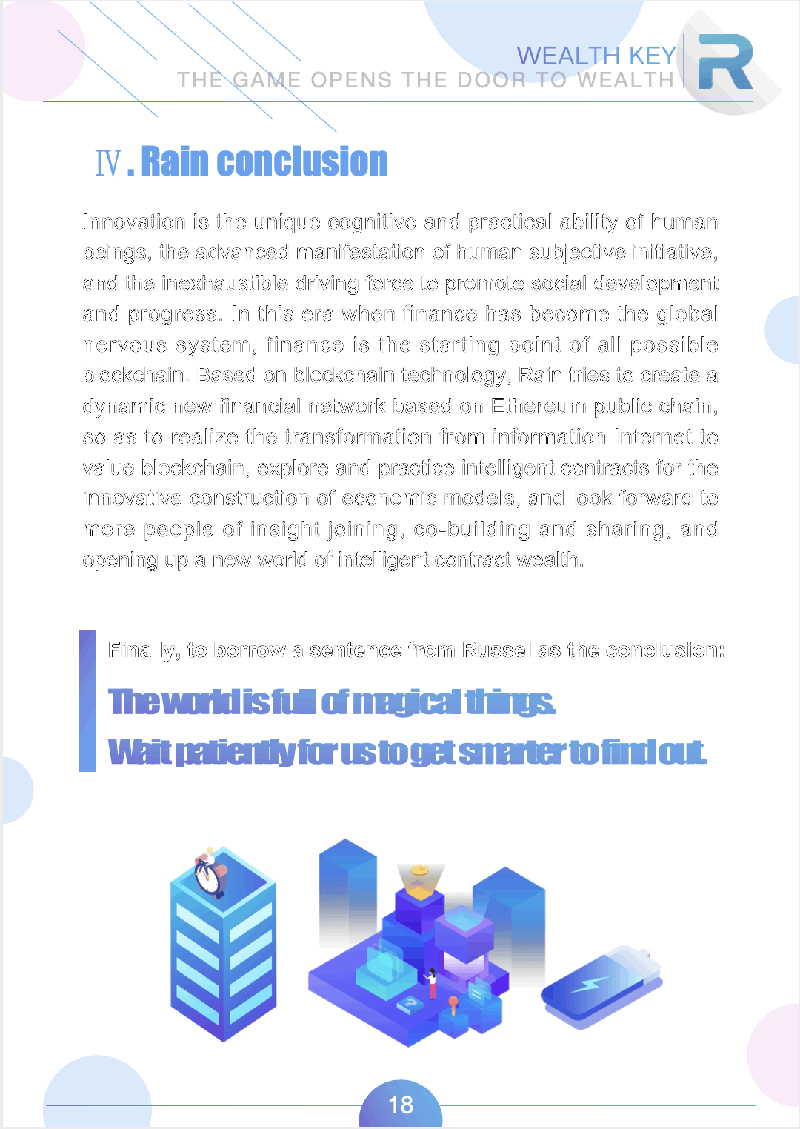 WEALTH KEY
THE GAME OPENS THE DOOR TO WEALTH
R
Ⅳ. Rain conclusion
Innovation is the unique cognitive and practical ability of human
beings, the advanced manifestation of human subjective initiative,
and the inexhaustible driving force to promote social development
and progress. In this era when finance has become the global
nervous system, finance is the starting point of all possible
blockchain. Based on blockchain technology, Rain tries to create a
dynamic new financial network based on Ethereum public chain,
so as to realize the transformation from information Internet to
value blockchain, explore and practice intelligent contracts for the
innovative construction of economic models, and look forward to
more people of insight joining, co-building and sharing, and
opening up a new world of intelligent contract wealth.
Finally, to borrow a sentence from Russel as the conclusion:
The world is full of magical things.
Wait patiently for us to get smarter to find out.
?
18